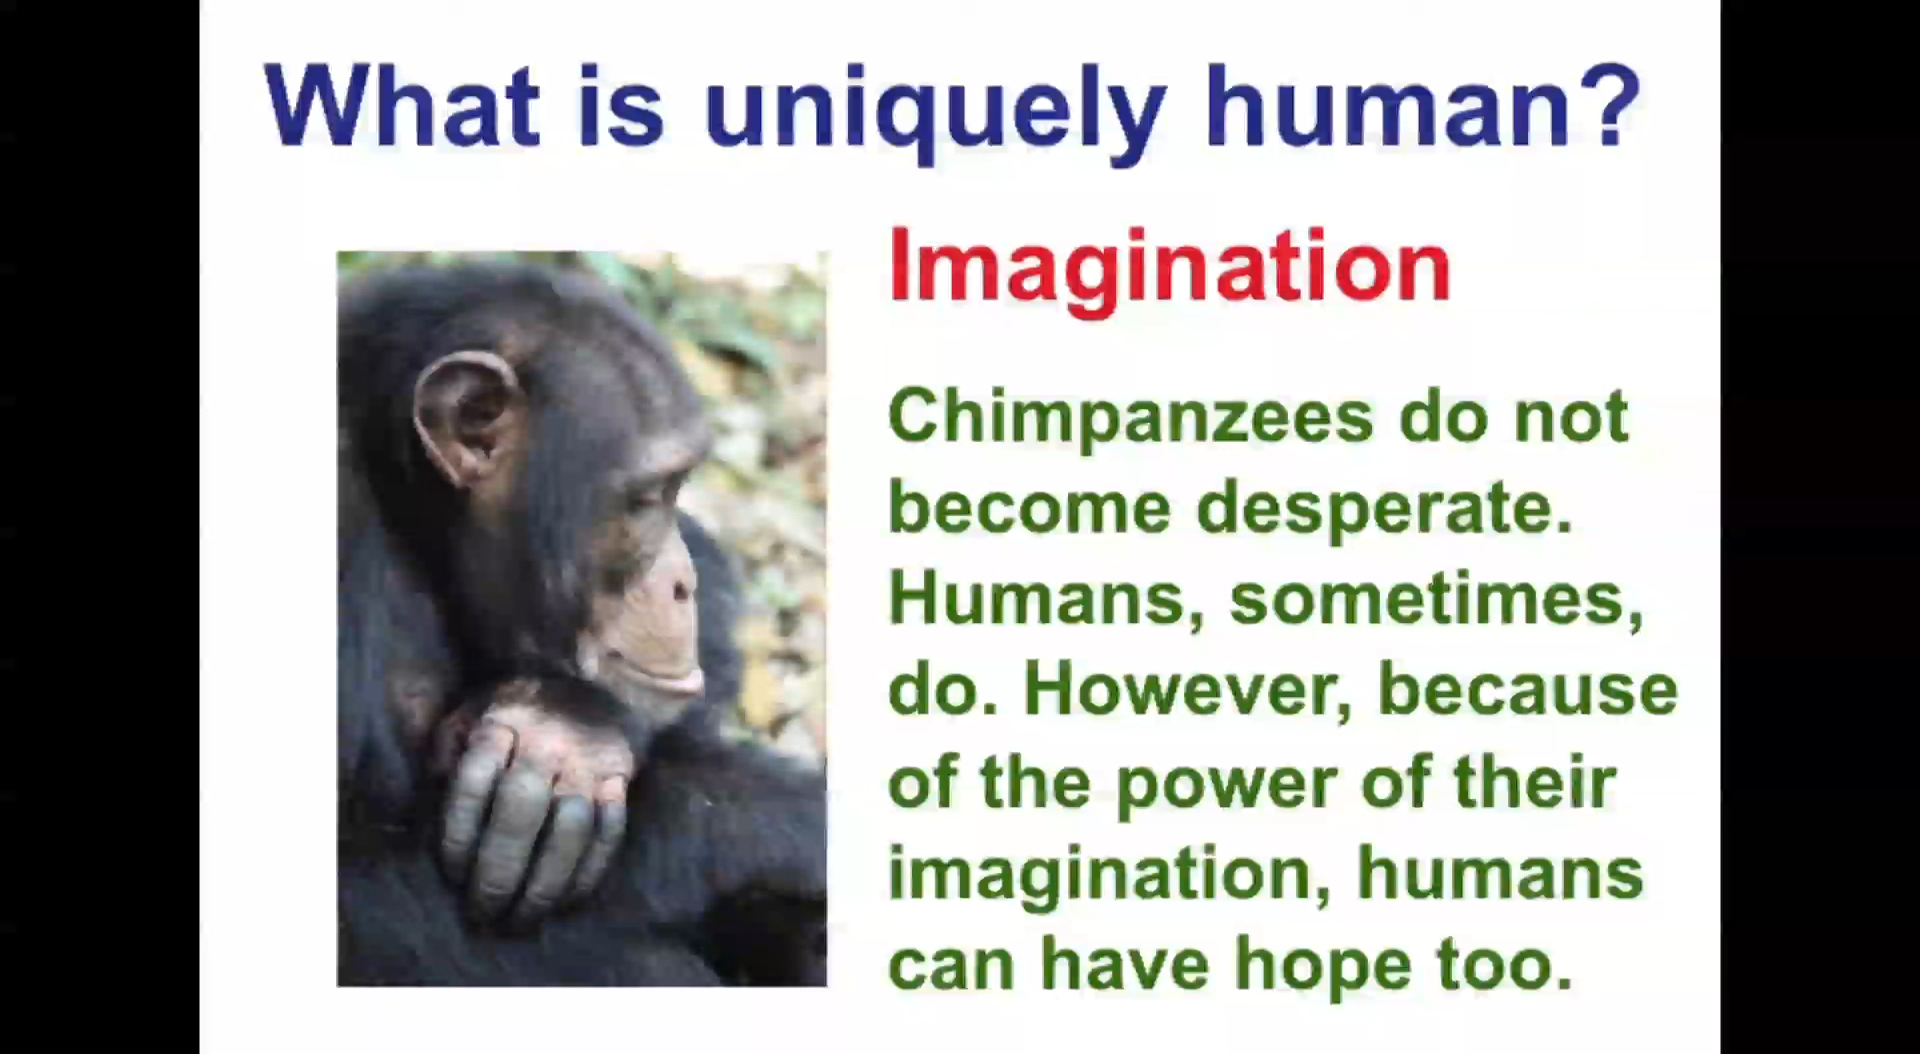 What is uniquely human?
Imagination
Chimpanzees do not
become desperate.
Humans, sometimes,
do. However, because
of the power of their
imagination, humans
can have hope too.